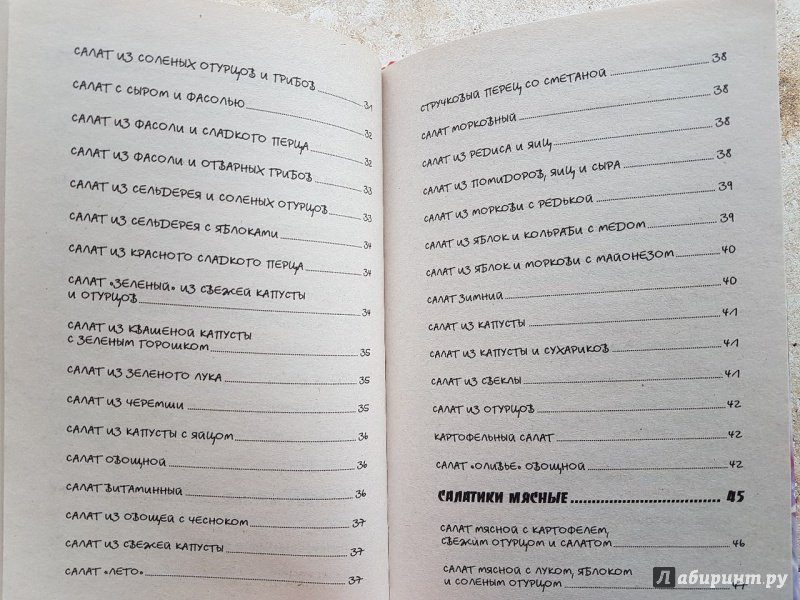 САЛАТ ИЗ СОЛЕНЫХ ОГУРЦОВ И ГРИБОВ 31
САЛАТ С СЫРОМ И ФАСОЛЬЮ 32
САЛАТ ИЗ ФАСОЛИ И СЛАДКОГО ПЕРЦА 32
САЛАТ ИЗ ФАСОЛИ И ОТВАРНЫХ ГРИБОВ 33
САЛАТ ИЗ СЕЛЬДЕРЕЯ И СОЛЕНЫХ ОГУРЦОВ 33
САЛАТ ИЗ СЕЛЬДЕРЕЯ С ЯБЛОКАМИ 34
САЛАТ ИЗ КРАСНОГО СЛАДКОГО ПЕРЦА 34
САЛАТ «ЗЕЛЕНЫЙ» ИЗ СВЕЖЕЙ КАПУСТЫ
И ОГУРЦОВ 34
САЛАТ ИЗ КВАШЕНОЙ КАПУСТЫ
С ЗЕЛЕНЫМ ГОРОШКОМ 35
САЛАТ ИЗ ЗЕЛЕНОГО ЛУКА 35
САЛАТ ИЗ ЧЕРЕМШИ 35
САЛАТ ИЗ КАПУСТЫ С ЯЙЦОМ 36
САЛАТ ОВОЩНОЙ 36
САЛАТ ВИТАМИННЫЙ 36
САЛАТ ИЗ ОВОЩЕЙ С ЧЕСНОКОМ 37
САЛАТ ИЗ СВЕЖЕЙ КАПУСТЫ 37
САЛАТ «ЛЕТО» 37
СТРУЧКОВЫЙ ПЕРЕЦ СО СМЕТАНОЙ 38
САЛАТ МОРКОВНЫЙ 38
САЛАТ ИЗ РЕДИСА И ЯИЦ 38
САЛАТ ИЗ ПОМИДОРОВ, ЯИЦ И СЫРА 38
САЛАТ ИЗ МОРКОВИ С РЕДЬКОЙ 39
САЛАТ ИЗ ЯБЛОК И КОЛЬРАБИ С МЕДОМ 39
САЛАТ ИЗ ЯБЛОК И МОРКОВИ С МАЙОНЕЗОМ 40
САЛАТ ЗИМНИЙ 40
САЛАТ ИЗ КАПУСТЫ 41
САЛАТ ИЗ КАПУСТЫ И СУХАРИКОВ 41
САЛАТ ИЗ СВЕКЛЫ 41
САЛАТ ИЗ ОГУРЦОВ 42
КАРТОФЕЛЬНЫЙ САЛАТ 42
САЛАТ «ОЛИВЬЕ» ОВОЩНОЙ 42
САЛАТИКИ МЯСНЫЕ 45
САЛАТ МЯСНОЙ С КАРТОФЕЛЕМ,
СВЕЖИМ ОГУРЦОМ И САЛАТОМ 46
САЛАТ МЯСНОЙ С ЛУКОМ, ЯБЛОКОМ
И СОЛЕНЫМ ОГУРЦОМ
Лабиринт.ру